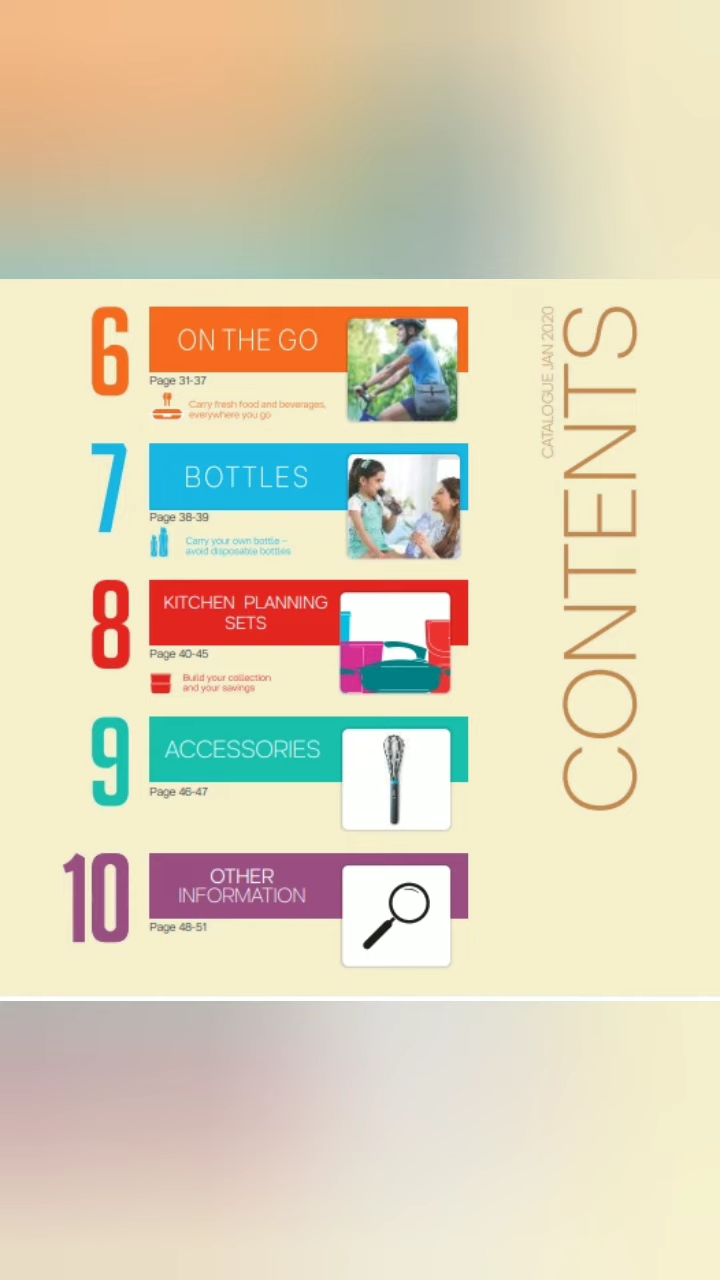 6
ON THE GO
Page 31-37
Carry fresh food and beverages,
everywhere you go
7
BOTTLES
Page 38-39
Carry your own bottle –
avoid disposable bottles
8
KITCHEN PLANNING
SETS
Page 40-45
Build your collection
and your savings
9
ACCESSORIES
Page 46-47
10
OTHER
INFORMATION
Page 48-51
CATALOGUE JAN 2020
CONTENTS